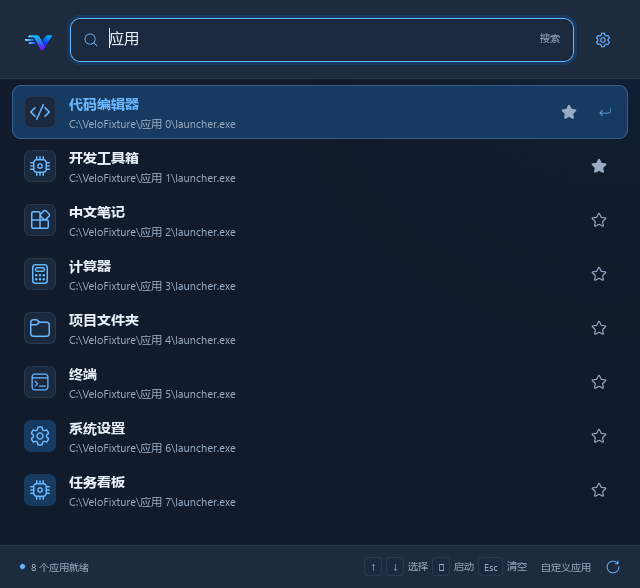 应用 搜索
代码编辑器
C:\VeloFixture\应用 0\launcher.exe
开发工具箱
C:\VeloFixture\应用 1\launcher.exe
中文笔记
C:\VeloFixture\应用 2\launcher.exe
计算器
C:\VeloFixture\应用 3\launcher.exe
项目文件夹
C:\VeloFixture\应用 4\launcher.exe
终端
C:\VeloFixture\应用 5\launcher.exe
系统设置
C:\VeloFixture\应用 6\launcher.exe
任务看板
C:\VeloFixture\应用 7\launcher.exe
8 个应用就绪 ↑ ↓ 选择 启动 Esc 清空 自定义应用